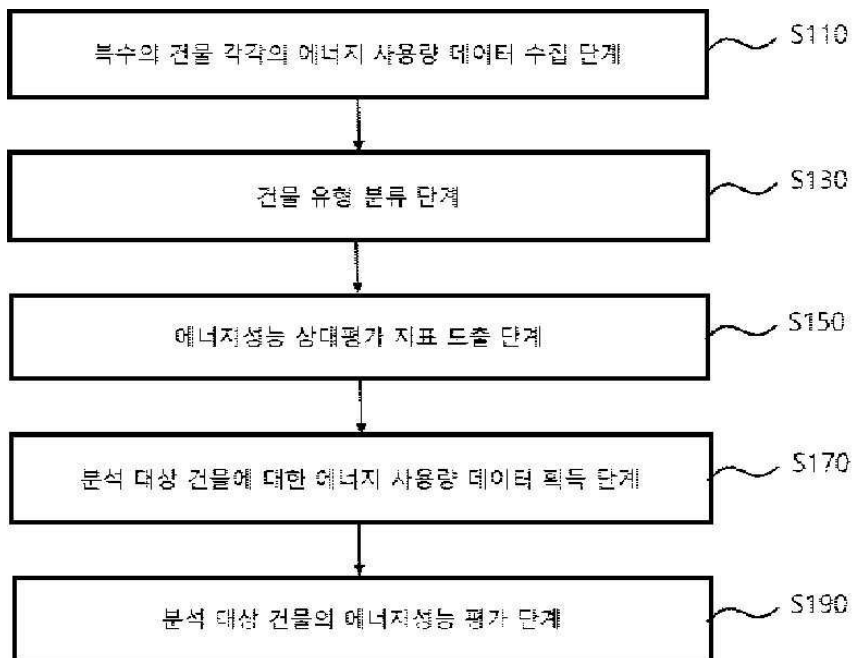 복수의 건물 각각의 에너지 사용량 데이터 수집 단계
S110
건물 유형 분류 단계
S130
에너지성능 상대평가 지표 도출 단계
S150
분석 대상 건물에 대한 에너지 사용량 데이터 획득 단계
S170
분석 대상 건물의 에너지성능 평가 단계
S190